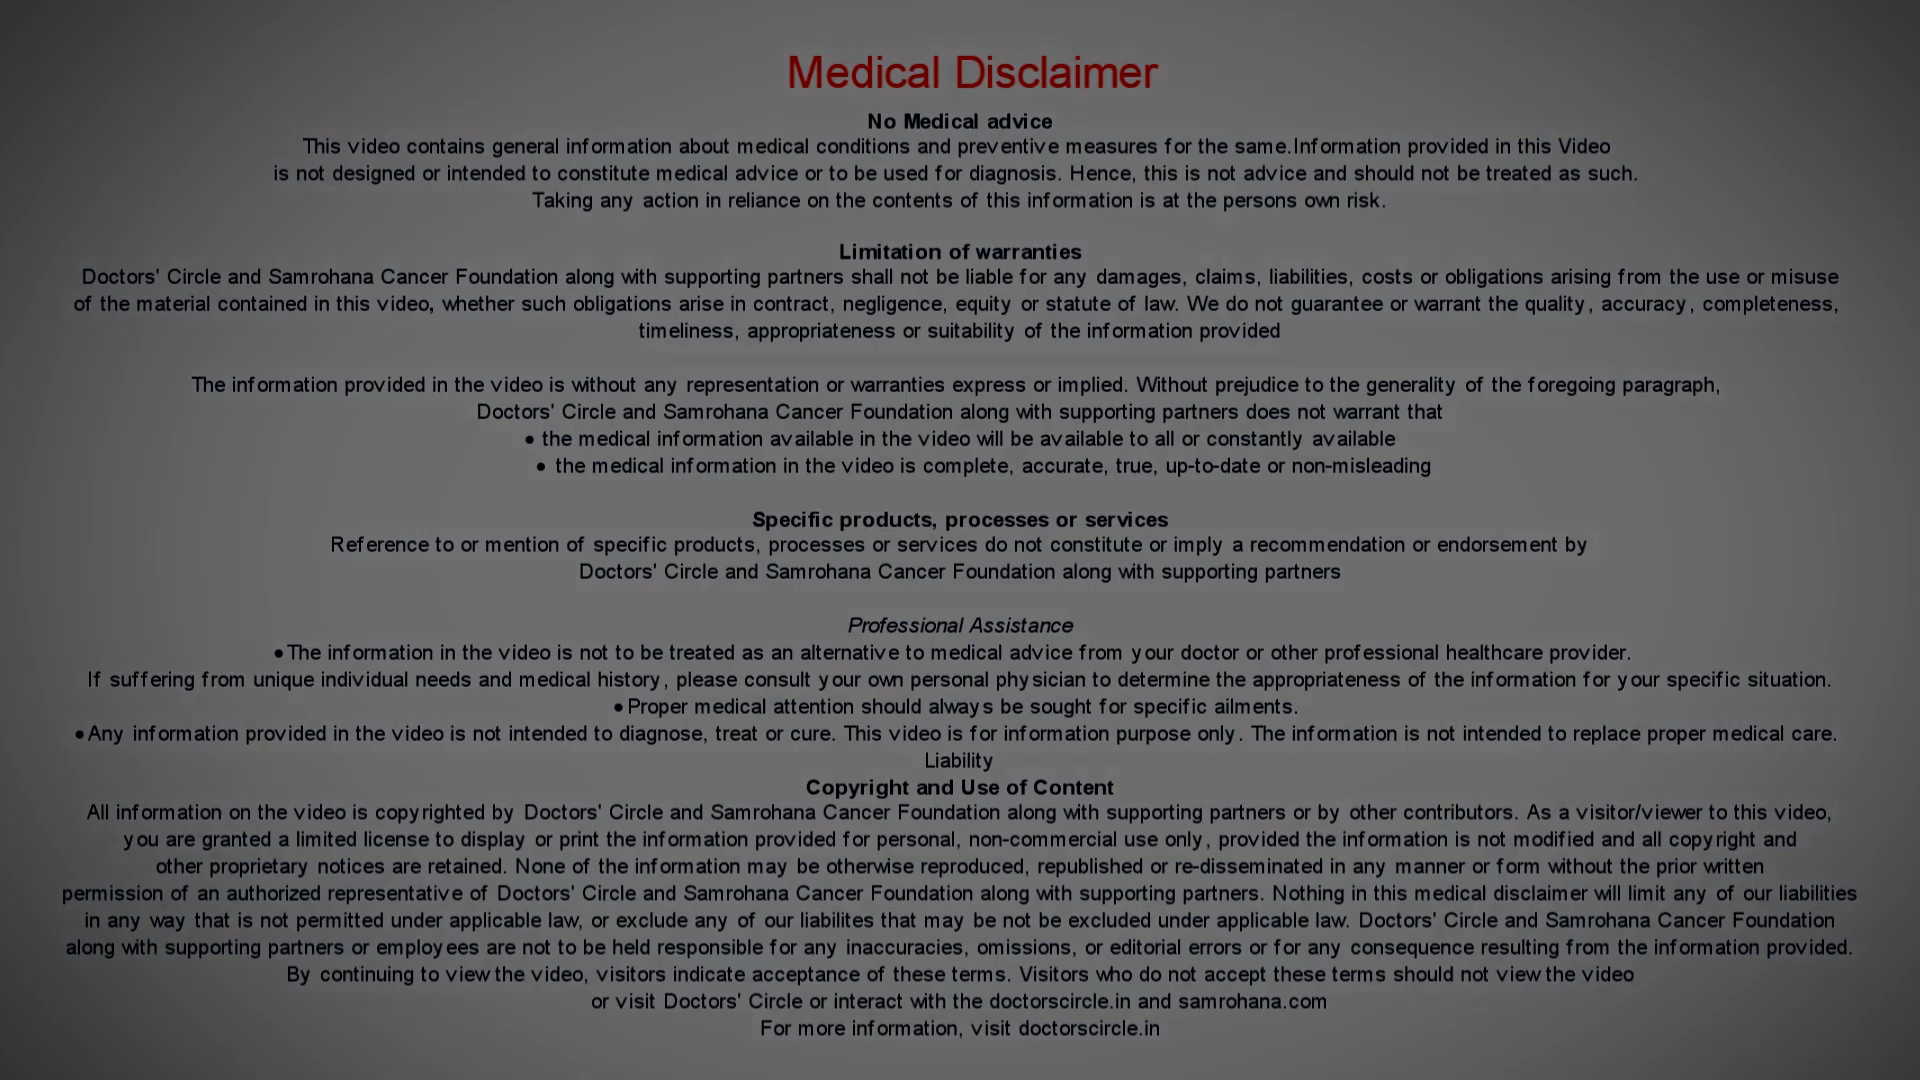 Medical Disclaimer
No Medical advice
This video contains general information about medical conditions and preventive measures for the same.Information provided in this Video
is not designed or intended to constitute medical advice or to be used for diagnosis. Hence, this is not advice and should not be treated as such.
Taking any action in reliance on the contents of this information is at the persons own risk.
Limitation of warranties
Doctors' Circle and Samrohana Cancer Foundation along with supporting partners shall not be liable for any damages, claims, liabilities, costs or obligations arising from the use or misuse
of the material contained in this video, whether such obligations arise in contract, negligence, equity or statute of law. We do not guarantee or warrant the quality, accuracy, completeness,
timeliness, appropriateness or suitability of the information provided
The information provided in the video is without any representation or warranties express or implied. Without prejudice to the generality of the foregoing paragraph,
Doctors' Circle and Samrohana Cancer Foundation along with supporting partners does not warrant that
• the medical information available in the video will be available to all or constantly available
• the medical information in the video is complete, accurate, true, up-to-date or non-misleading
Specific products, processes or services
Reference to or mention of specific products, processes or services do not constitute or imply a recommendation or endorsement by
Doctors' Circle and Samrohana Cancer Foundation along with supporting partners
Professional Assistance
•The information in the video is not to be treated as an alternative to medical advice from your doctor or other professional healthcare provider.
If suffering from unique individual needs and medical history, please consult your own personal physician to determine the appropriateness of the information for your specific situation.
•Proper medical attention should always be sought for specific ailments.
•Any information provided in the video is not intended to diagnose, treat or cure. This video is for information purpose only. The information is not intended to replace proper medical care.
Liability
Copyright and Use of Content
All information on the video is copyrighted by Doctors' Circle and Samrohana Cancer Foundation along with supporting partners or by other contributors. As a visitor/viewer to this video,
you are granted a limited license to display or print the information provided for personal, non-commercial use only, provided the information is not modified and all copyright and
other proprietary notices are retained. None of the information may be otherwise reproduced, republished or re-disseminated in any manner or form without the prior written
permission of an authorized representative of Doctors' Circle and Samrohana Cancer Foundation along with supporting partners. Nothing in this medical disclaimer will limit any of our liabilities
in any way that is not permitted under applicable law, or exclude any of our liabilites that may be not be excluded under applicable law. Doctors' Circle and Samrohana Cancer Foundation
along with supporting partners or employees are not to be held responsible for any inaccuracies, omissions, or editorial errors or for any consequence resulting from the information provided.
By continuing to view the video, visitors indicate acceptance of these terms. Visitors who do not accept these terms should not view the video
or visit Doctors' Circle or interact with the doctorscircle.in and samrohana.com
For more information, visit doctorscircle.in